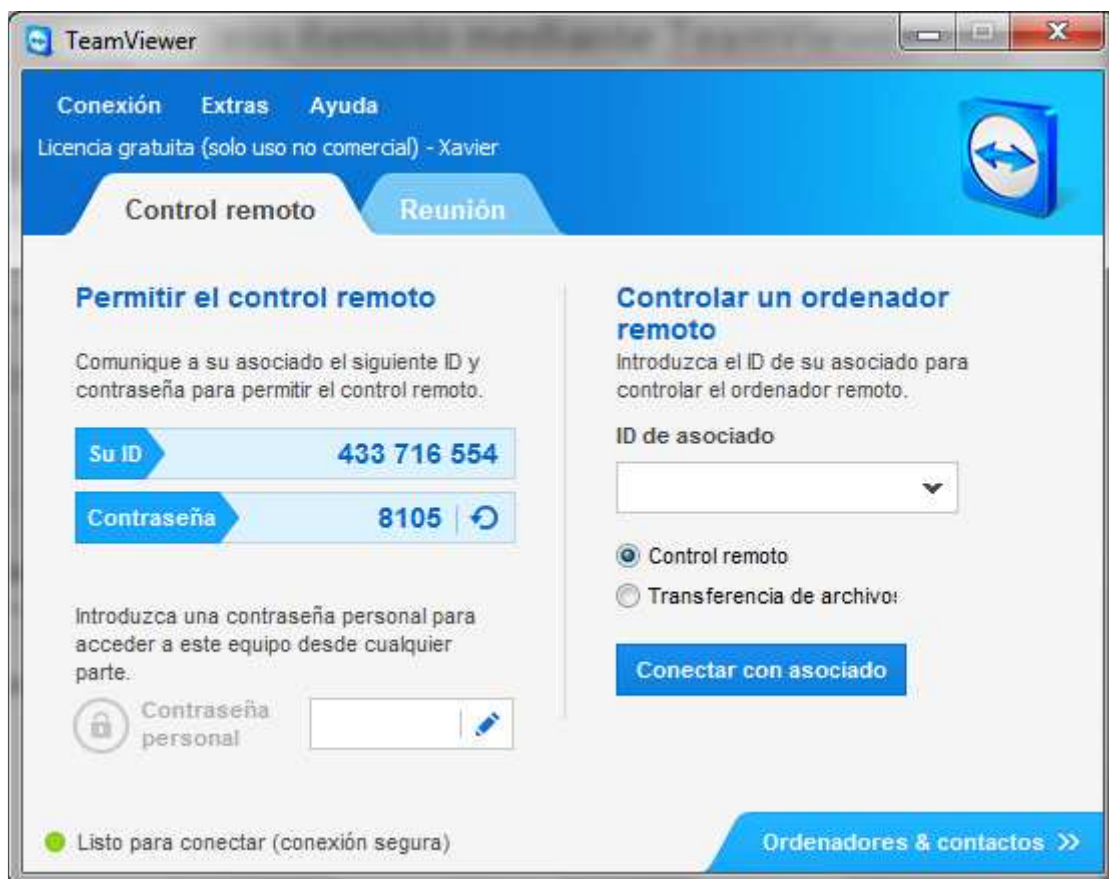 TeamViewer
Conexión Extras Ayuda
Licencia gratuita (solo uso no comercial) - Xavier
Control remoto Reunión
Permitir el control remoto
Comunique a su asociado el siguiente ID y
contraseña para permitir el control remoto.
Su ID 433 716 554
Contraseña 8105
Introduzca una contraseña personal para
acceder a este equipo desde cualquier
parte.
Contraseña
personal
Controlar un ordenador
remoto
Introduzca el ID de su asociado para
controlar el ordenador remoto.
ID de asociado
Control remoto
Transferencia de archivos
Conectar con asociado
Listo para conectar (conexión segura)
Ordenadores & contactos >>